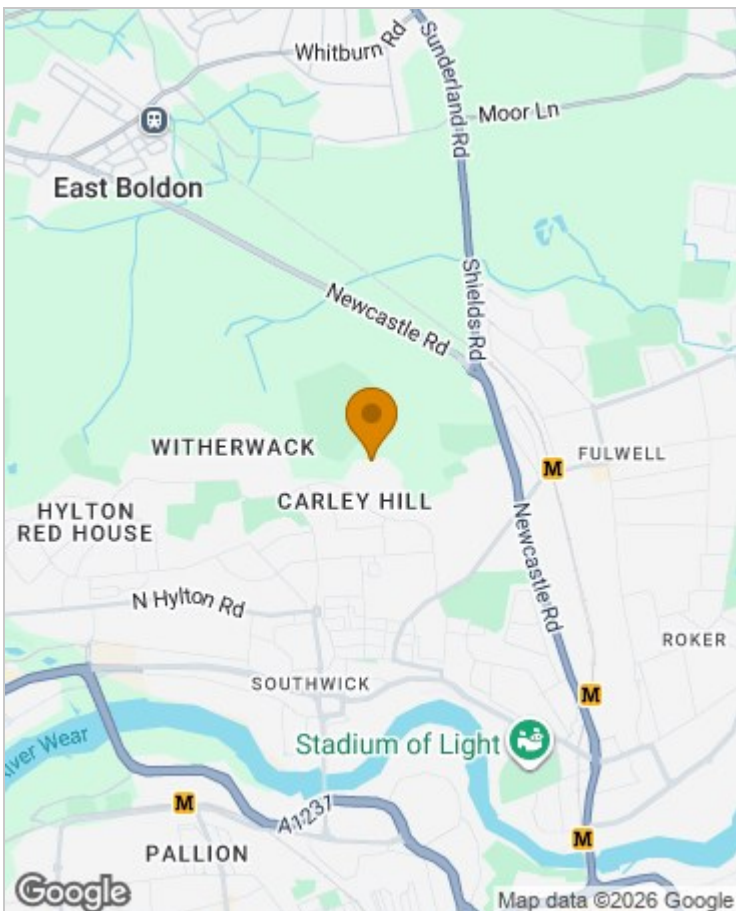 Whitburn Rd
Sunderland Rd
Moor Ln
East Boldon
Newcastle Rd
Shields Rd
WITHERWACK
M
FULWELL
CARLEY HILL
HYLTON
RED HOUSE
Newcastle Rd
N Hylton Rd
ROKER
SOUTHWICK
M
Stadium of Light
River Wear
M
A1231
M
PALLION
Google
Map data ©2026 Google